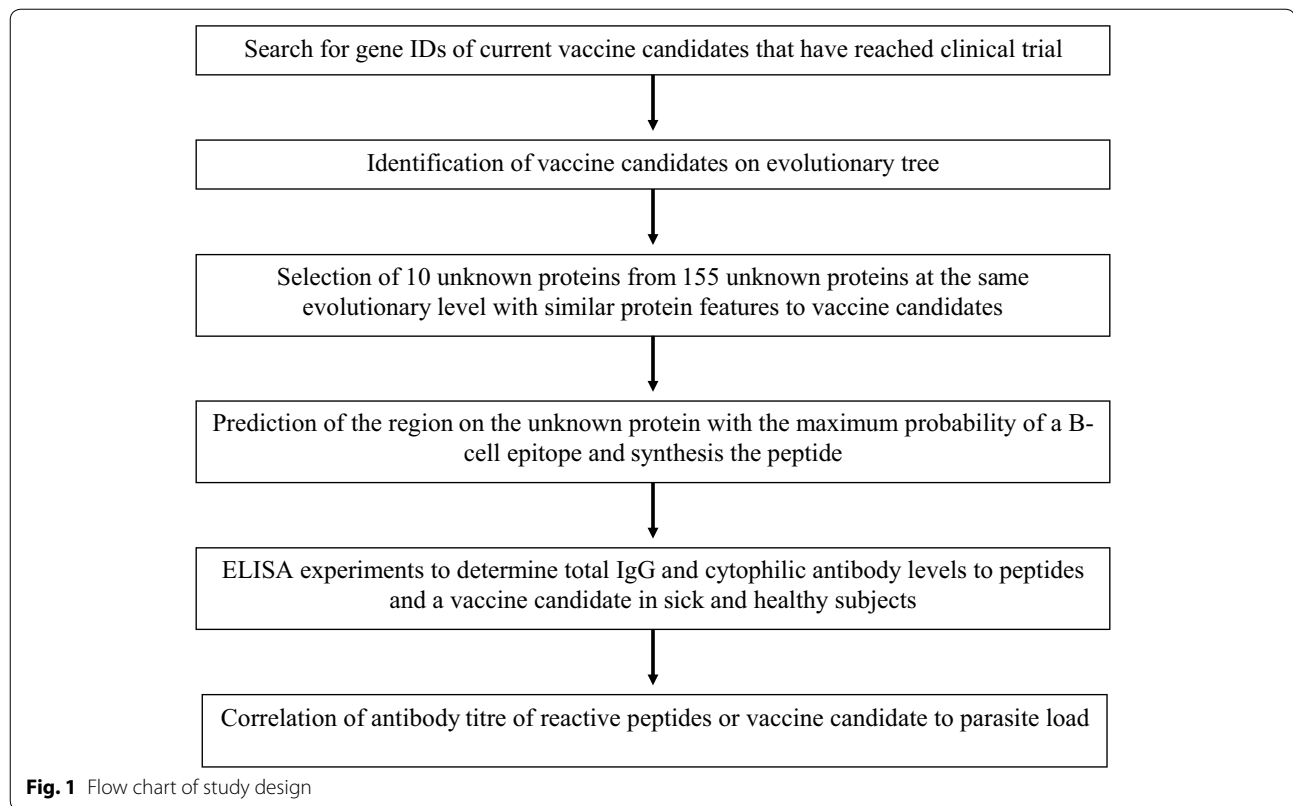 Search for gene IDs of current vaccine candidates that have reached clinical trial
Identification of vaccine candidates on evolutionary tree
Selection of 10 unknown proteins from 155 unknown proteins at the same
evolutionary level with similar protein features to vaccine candidates
Prediction of the region on the unknown protein with the maximum probability of a B-
cell epitope and synthesis the peptide
ELISA experiments to determine total IgG and cytophilic antibody levels to peptides
and a vaccine candidate in sick and healthy subjects
Correlation of antibody titre of reactive peptides or vaccine candidate to parasite load
Fig. 1 Flow chart of study design